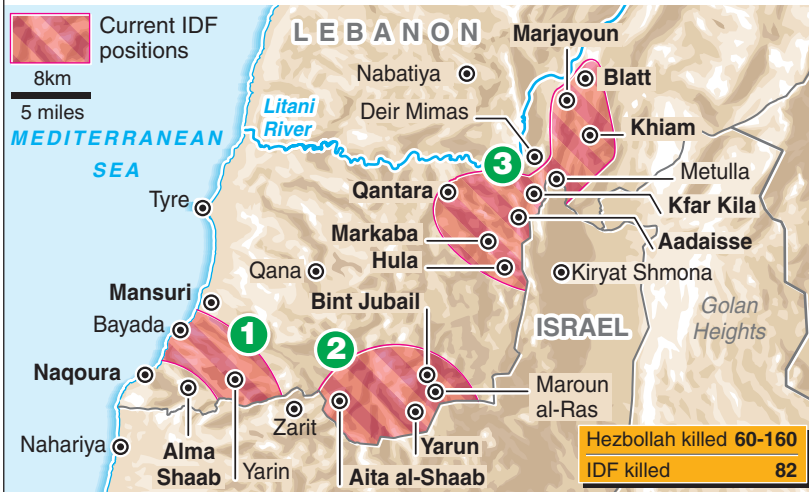 Current IDF
positions
8km
5 miles
LEBANON
Marjayoun
Nabatiya
Blatt
Deir Mimas
Litani
River
MEDITERRANEAN
SEA
Khiam
3
Metulla
Tyre
Qantara
Kfar Kila
Markaba
Aadaisse
Hula
Qana
Kiryat Shmona
Mansuri
Bint Jubail
Golan
Heights
Bayada
1
2
ISRAEL
Naqoura
Maroun
al-Ras
Zarit
Nahariya
Alma
Shaab
Yarin
Yarun
Aita al-Shaab
Hezbollah killed 60-160
IDF killed 82